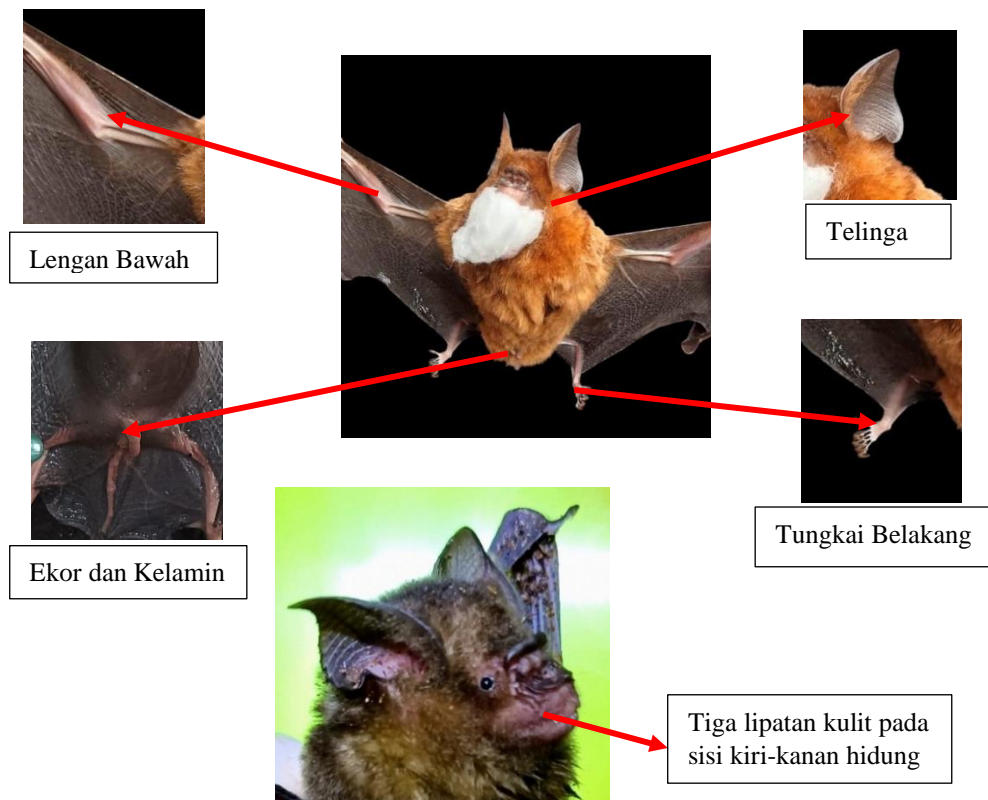 Lengan Bawah
Telinga
Ekor dan Kelamin
Tungkai Belakang
Tiga lipatan kulit pada
sisi kiri-kanan hidung